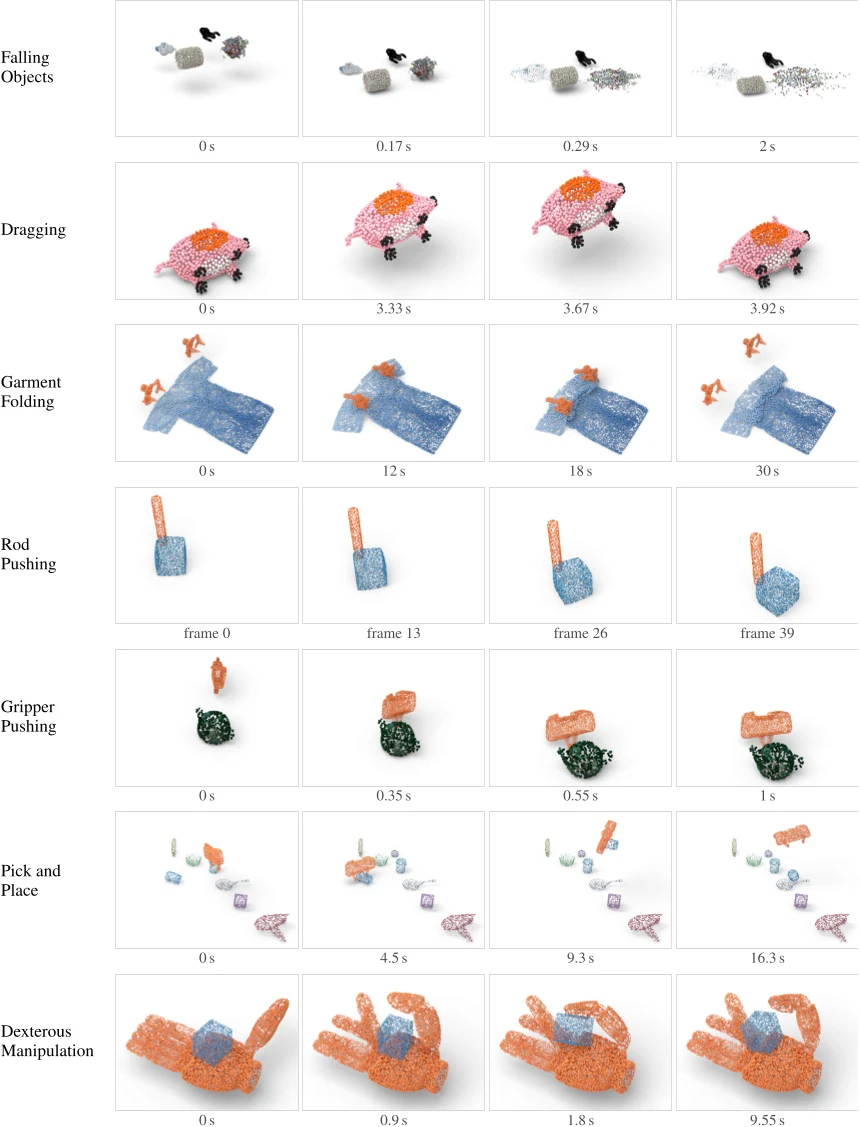 Falling
Objects
0 s
0.17 s
0.29 s
2 s
Dragging
0 s
3.33 s
3.67 s
3.92 s
Garment
Folding
0 s
12 s
18 s
30 s
Rod
Pushing
frame 0
frame 13
frame 26
frame 39
Gripper
Pushing
0 s
0.35 s
0.55 s
1 s
Pick and
Place
0 s
4.5 s
9.3 s
16.3 s
Dexterous
Manipulation
0 s
0.9 s
1.8 s
9.55 s